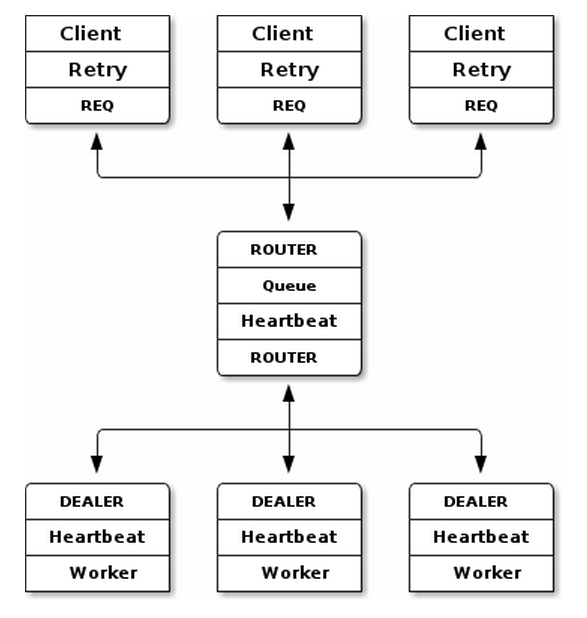 Client
Retry
REQ
Client
Retry
REQ
Client
Retry
REQ
ROUTER
Queue
Heartbeat
ROUTER
DEALER
Heartbeat
Worker
DEALER
Heartbeat
Worker
DEALER
Heartbeat
Worker